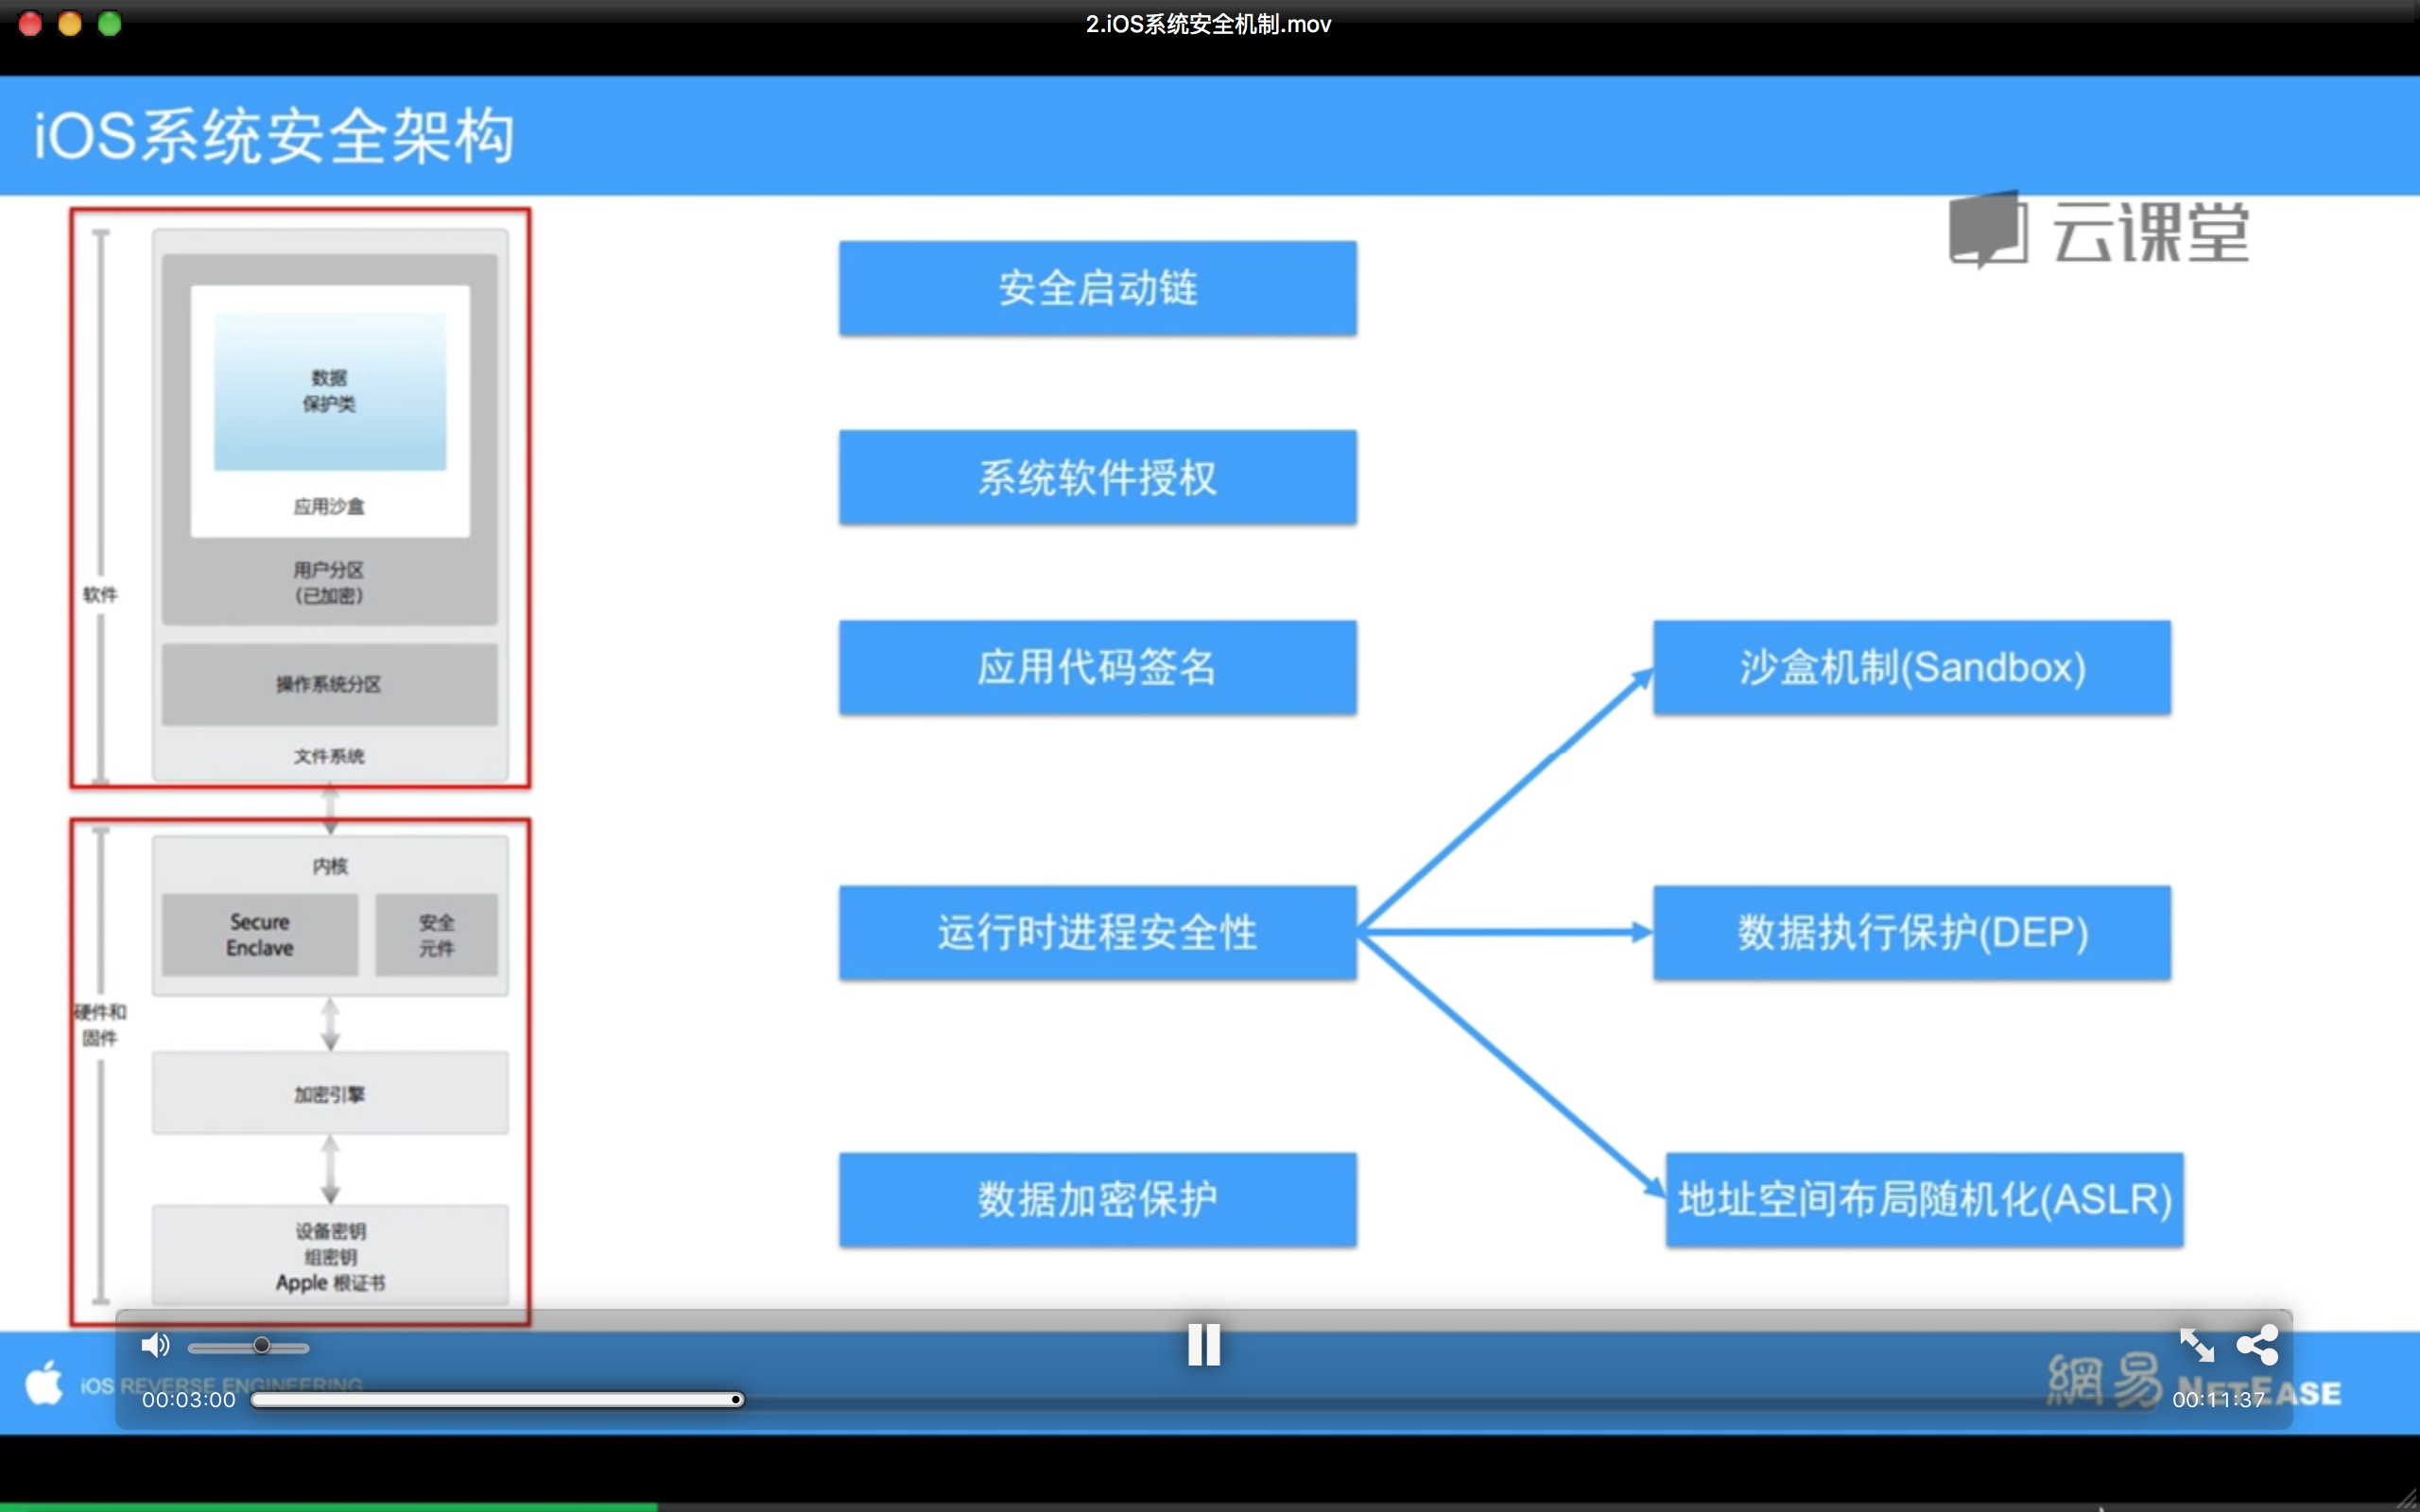 2.iOS系统安全机制.mov
iOS系统安全架构
云课堂
数据
保护类
应用沙盒
用户分区
(已加密)
软件
操作系统分区
文件系统
内核
Secure
Enclave
安全
元件
硬件和
固件
加密引擎
设备密钥
组密钥
Apple 根证书
安全启动链
系统软件授权
应用代码签名
运行时进程安全性
数据加密保护
沙盒机制(Sandbox)
数据执行保护(DEP)
地址空间布局随机化(ASLR)
iOS REVERSE ENGINEERING
網易 NETEASE
00:03:00
00:11:37